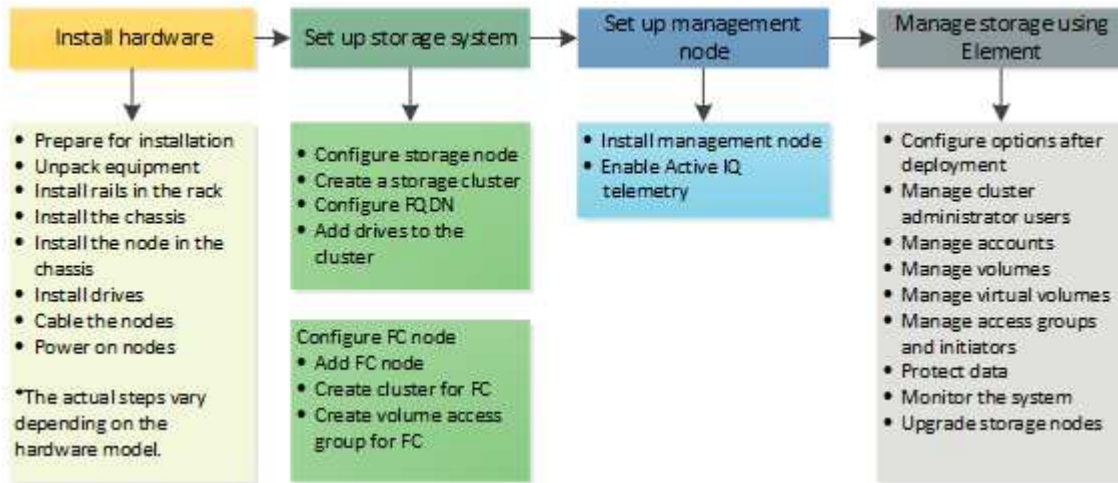 Install hardware
Set up storage system
Set up management
node
Manage storage using
Element
• Prepare for installation
• Unpack equipment
• Install rails in the rack
• Install the chassis
• Install the node in the
chassis
• Install drives
• Cable the nodes
• Power on nodes
*The actual steps vary
depending on the
hardware model.
• Configure storage node
• Create a storage cluster
• Configure FQDN
• Add drives to the
cluster
Configure FC node
• Add FC node
• Create cluster for FC
• Create volume access
group for FC
• Install management node
• Enable Active IQ
telemetry
• Configure options after
deployment
• Manage cluster
administrator users
• Manage accounts
• Manage volumes
• Manage virtual volumes
• Manage access groups
and initiators
• Protect data
• Monitor the system
• Upgrade storage nodes